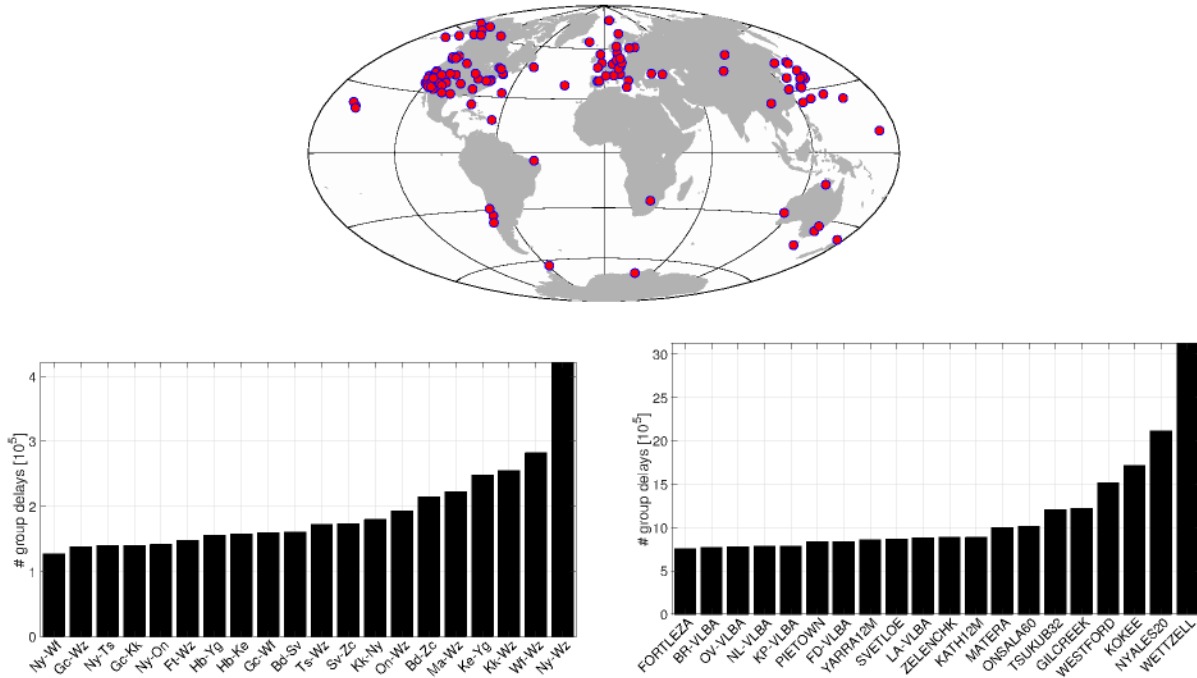 # group delays [10^5]
4
3
2
1
0
Ny-Wf
Gc-Wz
Ny-Ts
Gc-Kk
Ny-On
Ft-Wz
Hb-Yg
Hb-Ke
Gc-Wf
Bd-Sv
Ts-Wz
Sv-Zc
Kk-Ny
On-Wz
Bd-Zc
Ma-Wz
Ke-Yg
Kk-Wz
Wf-Wz
Ny-Wz
# group delays [10^5]
30
25
20
15
10
5
0
FORTLEZA
BR-VLBA
OV-VLBA
NL-VLBA
KP-VLBA
PIETOWN
FD-VLBA
YARRA12M
SVETLOE
LA-VLBA
ZELENCHK
KATH12M
MATERA
ONSALA60
TSUKUB32
GILCREEK
WESTFORD
KOKEE
NYALES20
WETTZELL